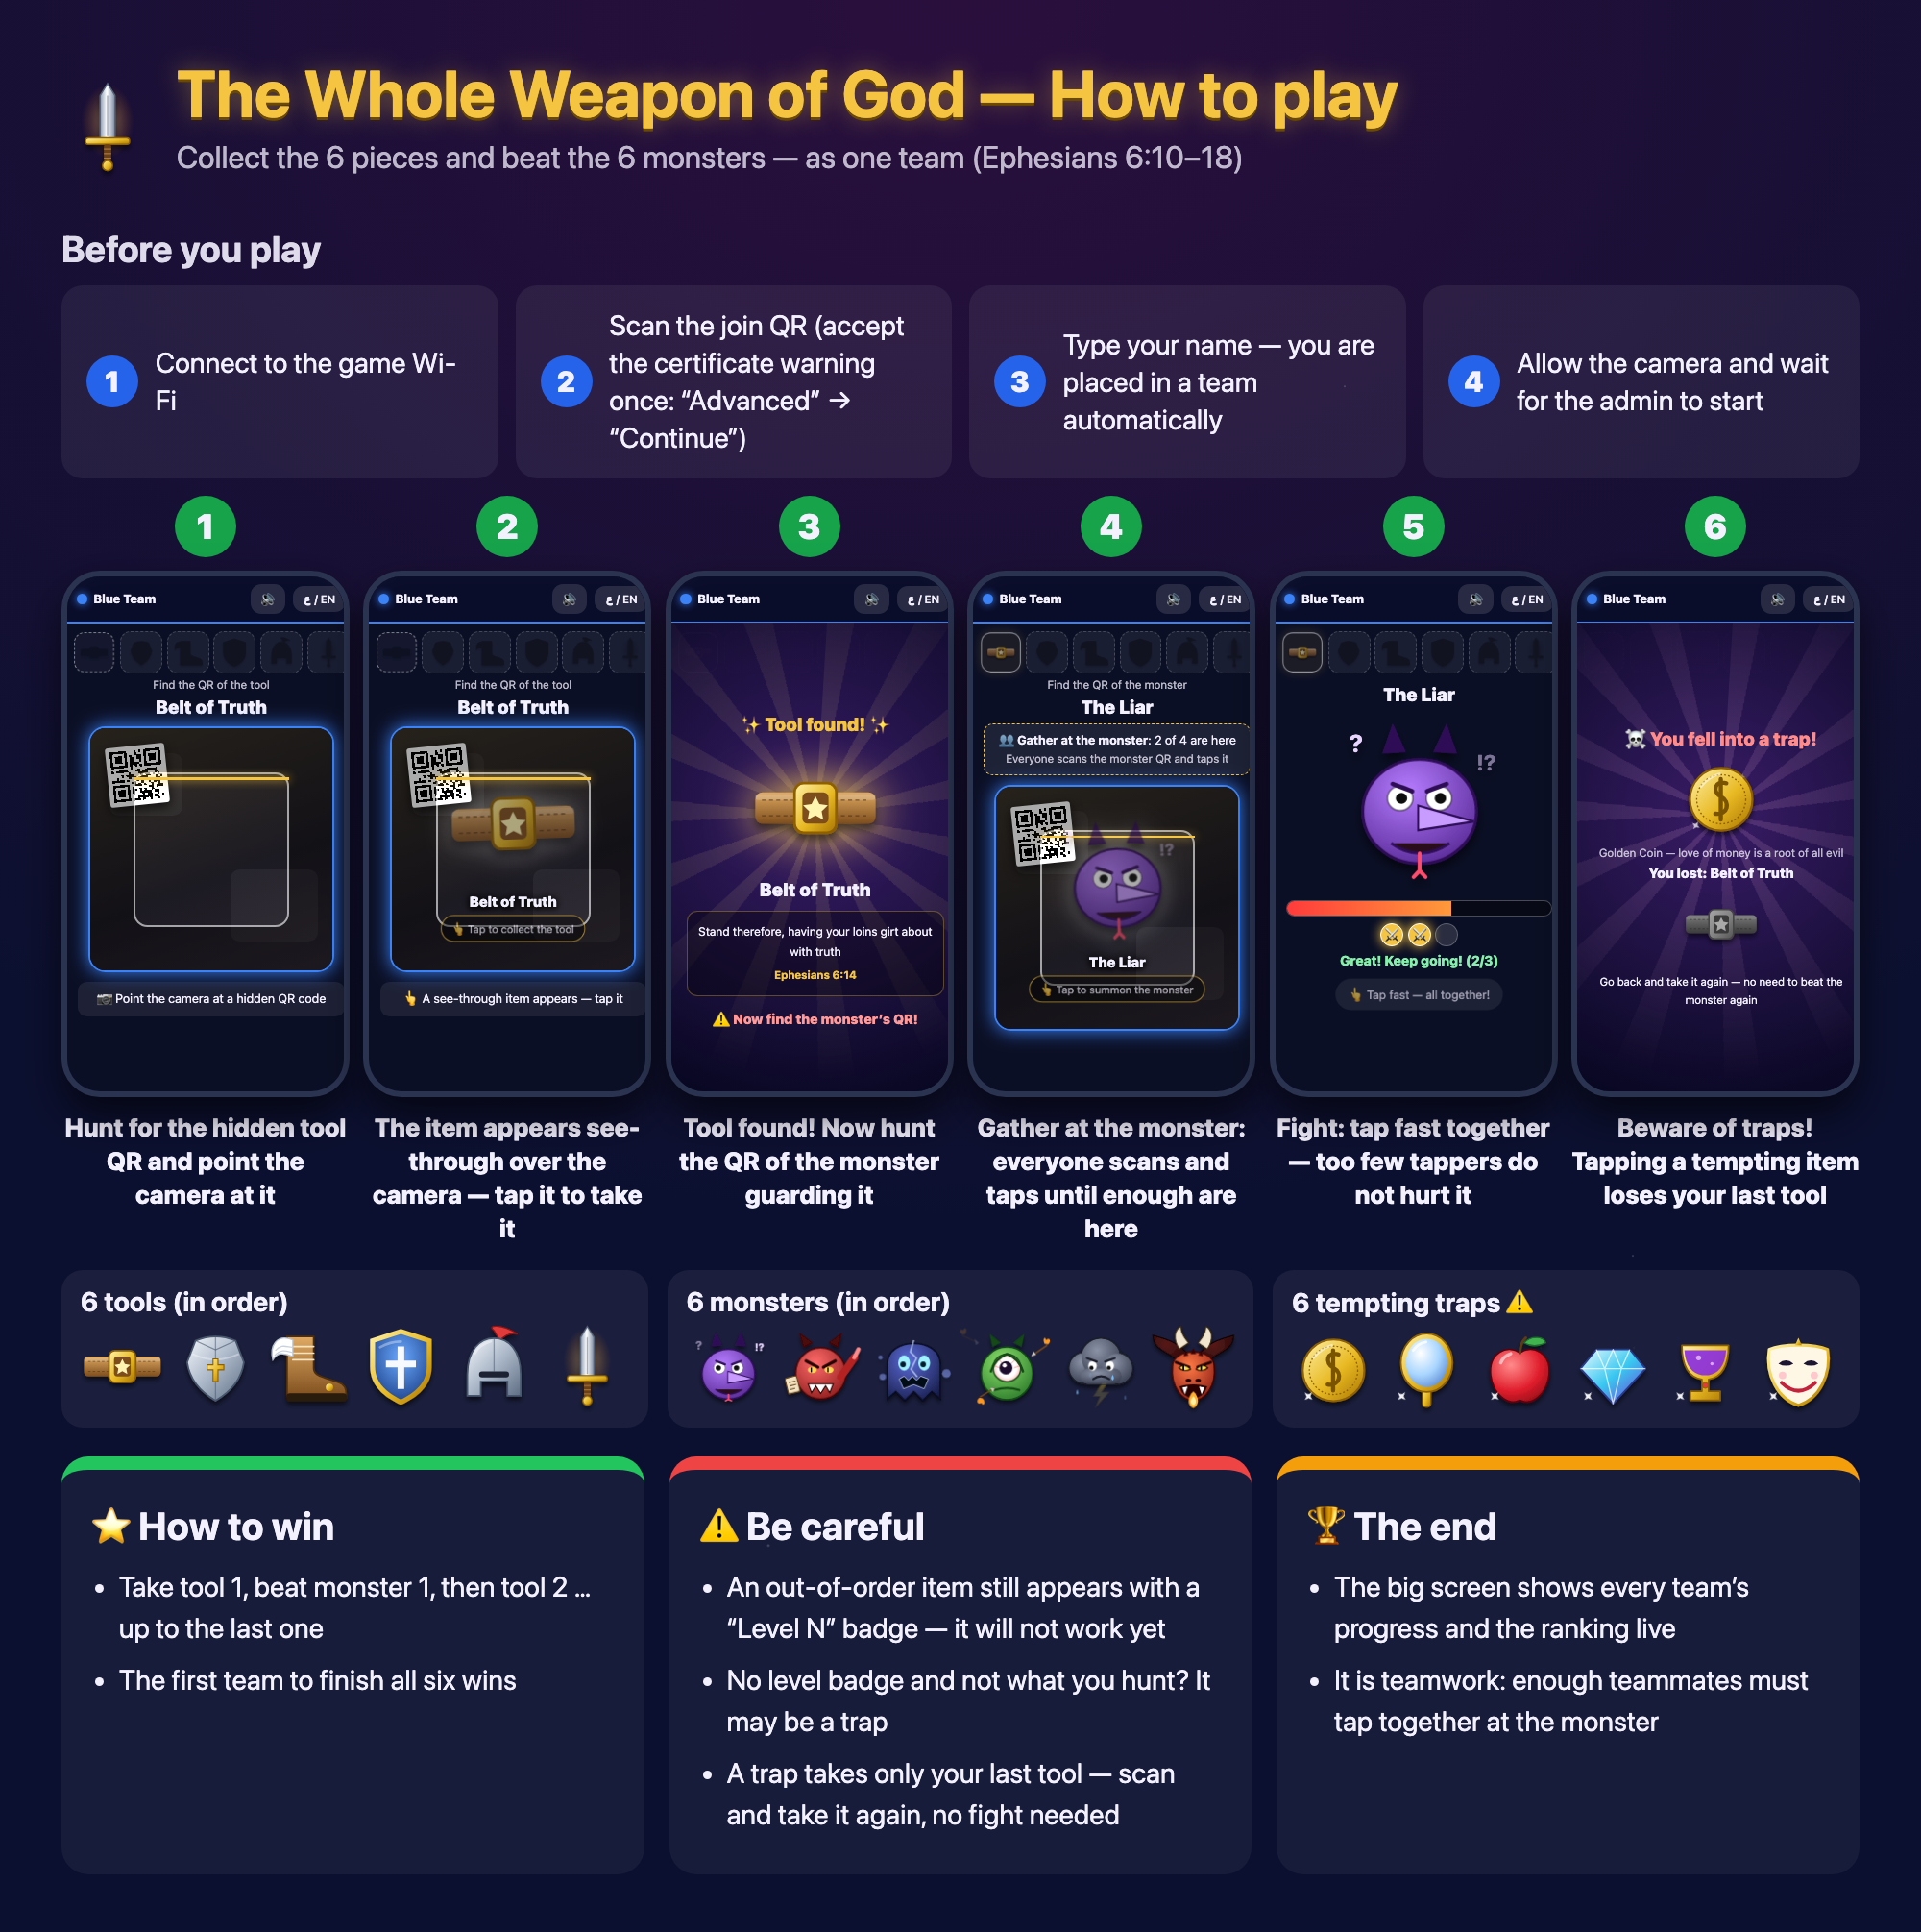 The Whole Weapon of God — How to play
Collect the 6 pieces and beat the 6 monsters — as one team (Ephesians 6:10–18)
Before you play
1
Connect to the game Wi-
Fi
2
Scan the join QR (accept
the certificate warning
once: “Advanced” →
“Continue”)
3
Type your name — you are
placed in a team
automatically
4
Allow the camera and wait
for the admin to start
1
Blue Team
ع / EN
Find the QR of the tool
Belt of Truth
Point the camera at a hidden QR code
Hunt for the hidden tool
QR and point the
camera at it
2
Blue Team
ع / EN
Find the QR of the tool
Belt of Truth
Belt of Truth
Tap to collect the tool
A see-through item appears — tap it
The item appears see-
through over the
camera — tap it to take
it
3
Blue Team
ع / EN
Tool found!
Belt of Truth
Stand therefore, having your loins girt about
with truth
Ephesians 6:14
Now find the monster’s QR!
Tool found! Now hunt
the QR of the monster
guarding it
4
Blue Team
ع / EN
Find the QR of the monster
The Liar
Gather at the monster: 2 of 4 are here
Everyone scans the monster QR and taps it
!?
The Liar
Tap to summon the monster
Gather at the monster:
everyone scans and
taps until enough are
here
5
Blue Team
ع / EN
The Liar
?
!?
Great! Keep going! (2/3)
Tap fast — all together!
Fight: tap fast together
— too few tappers do
not hurt it
6
Blue Team
ع / EN
You fell into a trap!
$
Golden Coin — love of money is a root of all evil
You lost: Belt of Truth
Go back and take it again — no need to beat the
monster again
Beware of traps!
Tapping a tempting item
loses your last tool
6 tools (in order)
6 monsters (in order)
? !?
6 tempting traps
$
How to win
• Take tool 1, beat monster 1, then tool 2 …
up to the last one
• The first team to finish all six wins
Be careful
• An out-of-order item still appears with a
“Level N” badge — it will not work yet
• No level badge and not what you hunt? It
may be a trap
• A trap takes only your last tool — scan
and take it again, no fight needed
The end
• The big screen shows every team’s
progress and the ranking live
• It is teamwork: enough teammates must
tap together at the monster